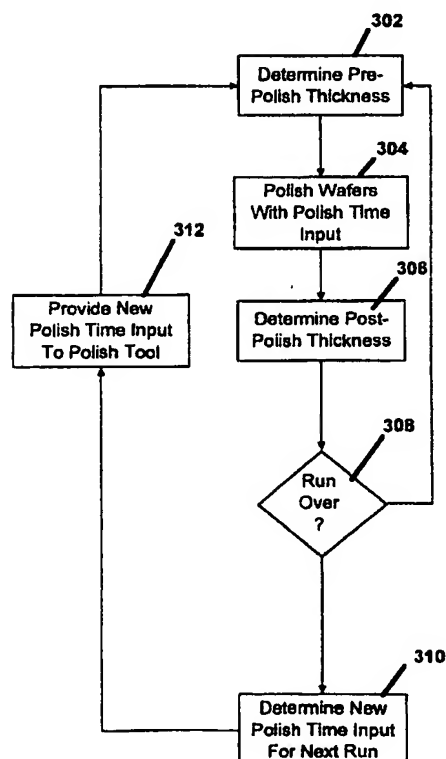 302
Determine Pre-
Polish Thickness
304
Polish Wafers
With Polish Time
Input
312
Provide New
Polish Time Input
To Polish Tool
306
Determine Post-
Polish Thickness
308
Run
Over
?
310
Determine New
Polish Time Input
For Next Run